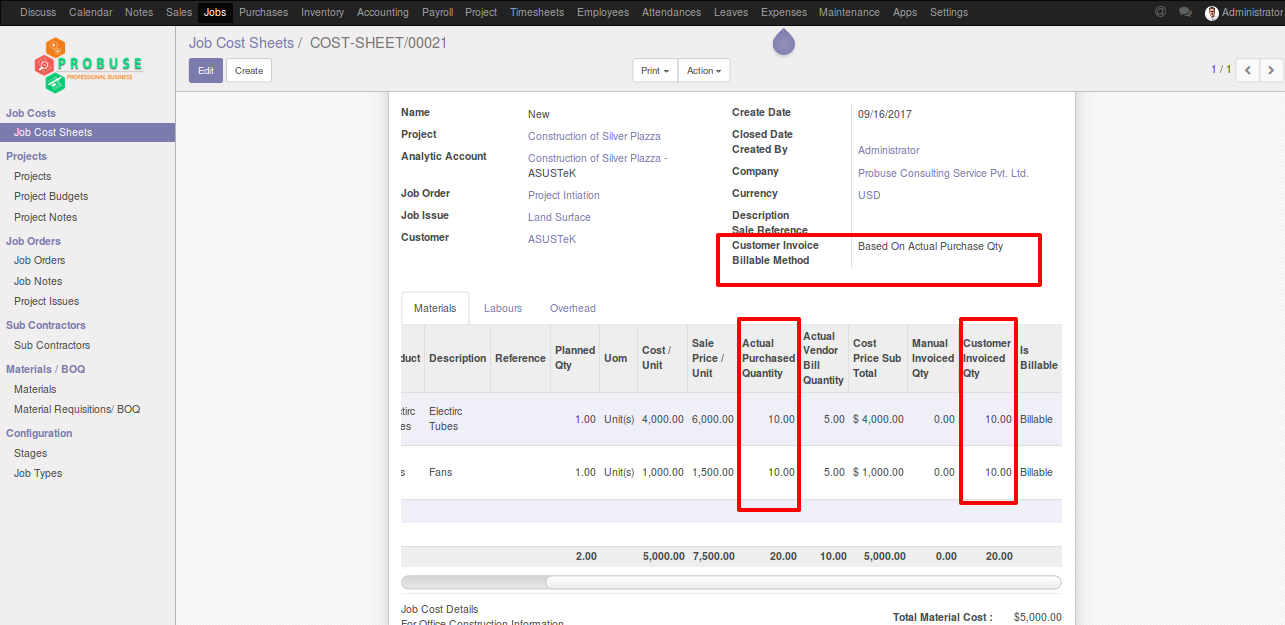 Discuss Calendar Notes Sales Jobs Purchases Inventory Accounting Payroll Project Timesheets Employees Attendances Leaves Expenses Maintenance Apps Settings @ Administrator
PROBUSE
PROFESSIONAL BUSINESS
Job Costs
Job Cost Sheets
Projects
Projects
Project Budgets
Project Notes
Job Orders
Job Orders
Job Notes
Project Issues
Sub Contractors
Sub Contractors
Materials / BOQ
Materials
Material Requisitions/ BOQ
Configuration
Stages
Job Types
Job Cost Sheets / COST-SHEET/00021
Edit Create Print Action 1 / 1
Name New
Project Construction of Silver Plazza
Analytic Account Construction of Silver Plazza -
ASUSTeK
Job Order Project Intiation
Job Issue Land Surface
Customer ASUSTeK
Create Date 09/16/2017
Closed Date
Created By Administrator
Company Probuse Consulting Service Pvt. Ltd.
Currency USD
Description
Sale Reference
Customer Invoice Based On Actual Purchase Qty
Billable Method
Materials Labours Overhead
duct Description Reference Planned Qty Uom Cost / Unit Sale Price / Unit Actual Purchased Quantity Actual Vendor Bill Quantity Cost Price Sub Total Manual Invoiced Qty Customer Invoiced Qty Is Billable
ctirc Electirc
es Tubes 1.00 Unit(s) 4,000.00 6,000.00 10.00 5.00 $ 4,000.00 0.00 10.00 Billable
s Fans 1.00 Unit(s) 1,000.00 1,500.00 10.00 5.00 $ 1,000.00 0.00 10.00 Billable
2.00 5,000.00 7,500.00 20.00 10.00 5,000.00 0.00 20.00
Job Cost Details
For Office Construction Information
Total Material Cost : $5,000.00